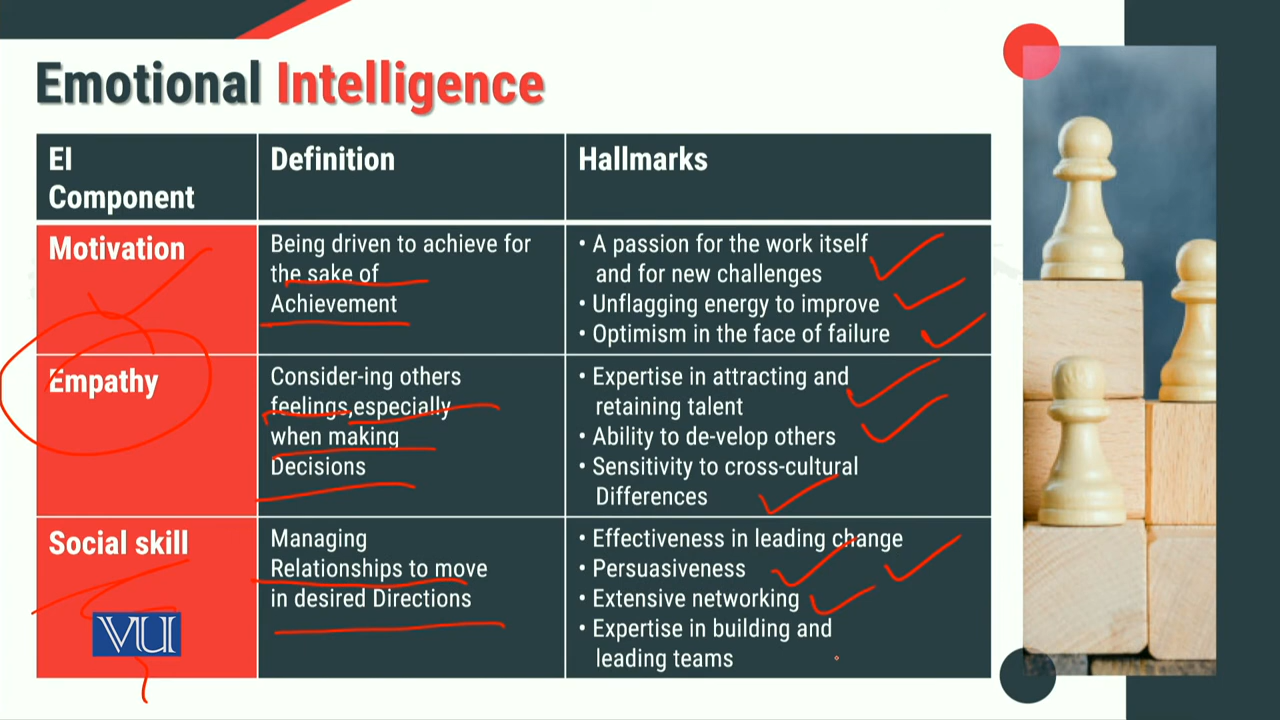 Emotional Intelligence
EI
Component
Definition
Hallmarks
Motivation
Being driven to achieve for
the sake of
Achievement
• A passion for the work itself
and for new challenges
• Unflagging energy to improve
• Optimism in the face of failure
Empathy
Consider-ing others
feelings,especially
when making
Decisions
• Expertise in attracting and
retaining talent
• Ability to de-velop others
• Sensitivity to cross-cultural
Differences
Social skill
Managing
Relationships to move
in desired Directions
• Effectiveness in leading change
• Persuasiveness
• Extensive networking
• Expertise in building and
leading teams
VU